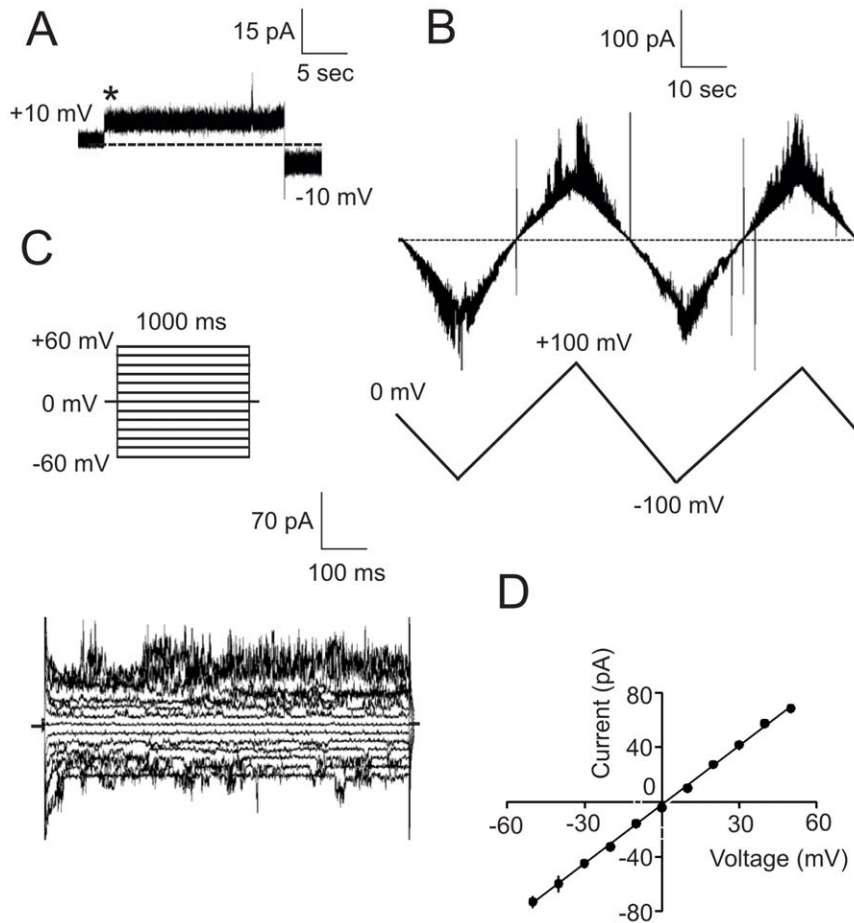 A
15 pA
5 sec
*
+10 mV
-10 mV
B
100 pA
10 sec
+100 mV
0 mV
-100 mV
C
1000 ms
+60 mV
0 mV
-60 mV
70 pA
100 ms
D
Current (pA)
80
40
0
-60
-30
30
60
Voltage (mV)
-40
-80